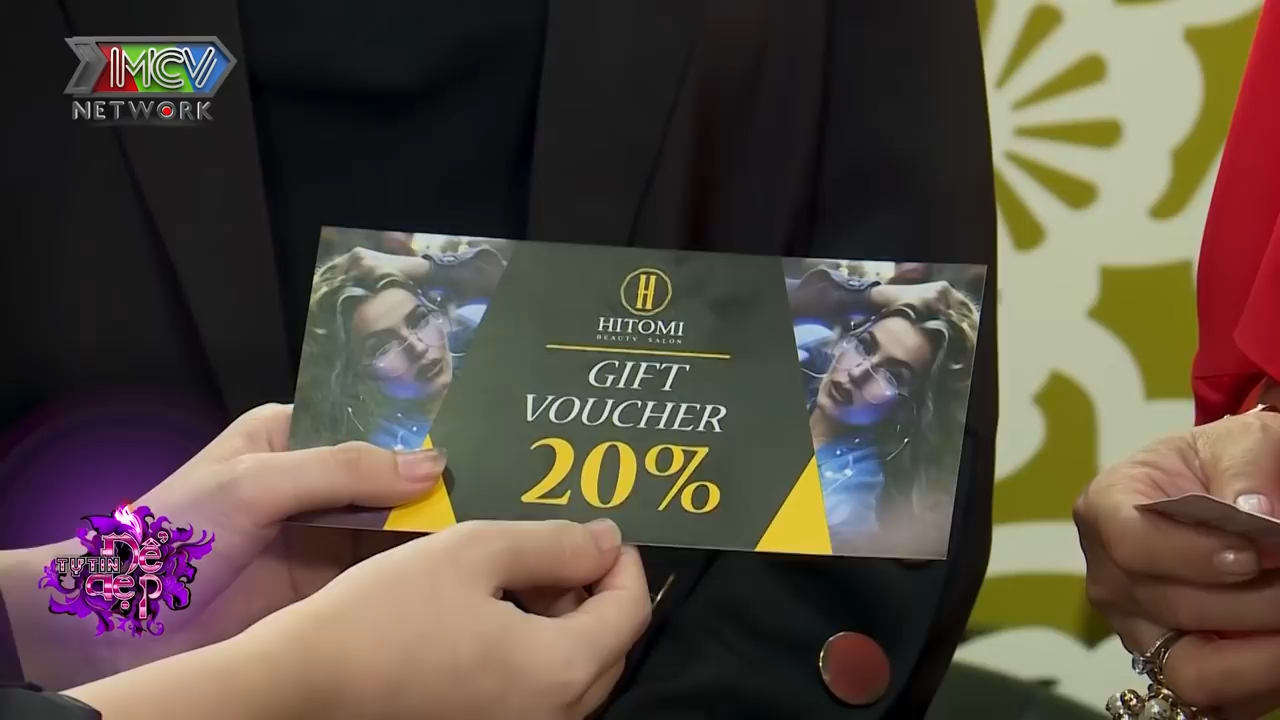 MCV
NETWORK
H
HITOMI
BEAUTY SALON
GIFT
VOUCHER
20%
TỰ TIN
Để
đẹp